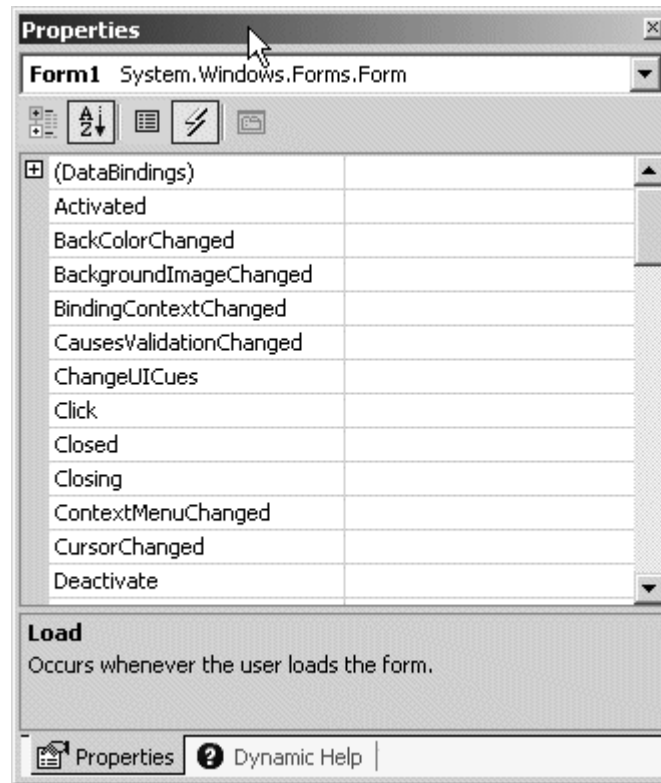 Properties
Form1 System.Windows.Forms.Form
(DataBindings)
Activated
BackColorChanged
BackgroundImageChanged
BindingContextChanged
CausesValidationChanged
ChangeUICues
Click
Closed
Closing
ContextMenuChanged
CursorChanged
Deactivate
Load
Occurs whenever the user loads the form.
Properties Dynamic Help